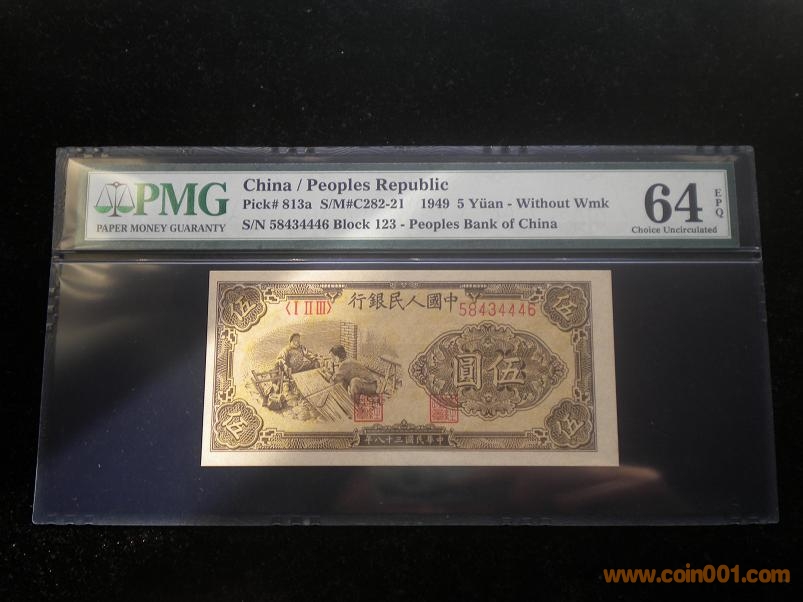 PMG
PAPER MONEY GUARANTY
China / Peoples Republic
Pick# 813a S/M#C282-21 1949 5 Yüan - Without Wmk
S/N 58434446 Block 123 - Peoples Bank of China
64
EPQ
Choice Uncirculated
伍
行銀民人國中
伍
〈I II III〉
58434446
圓伍
伍
年八十三國民華中
伍
www.coin001.com